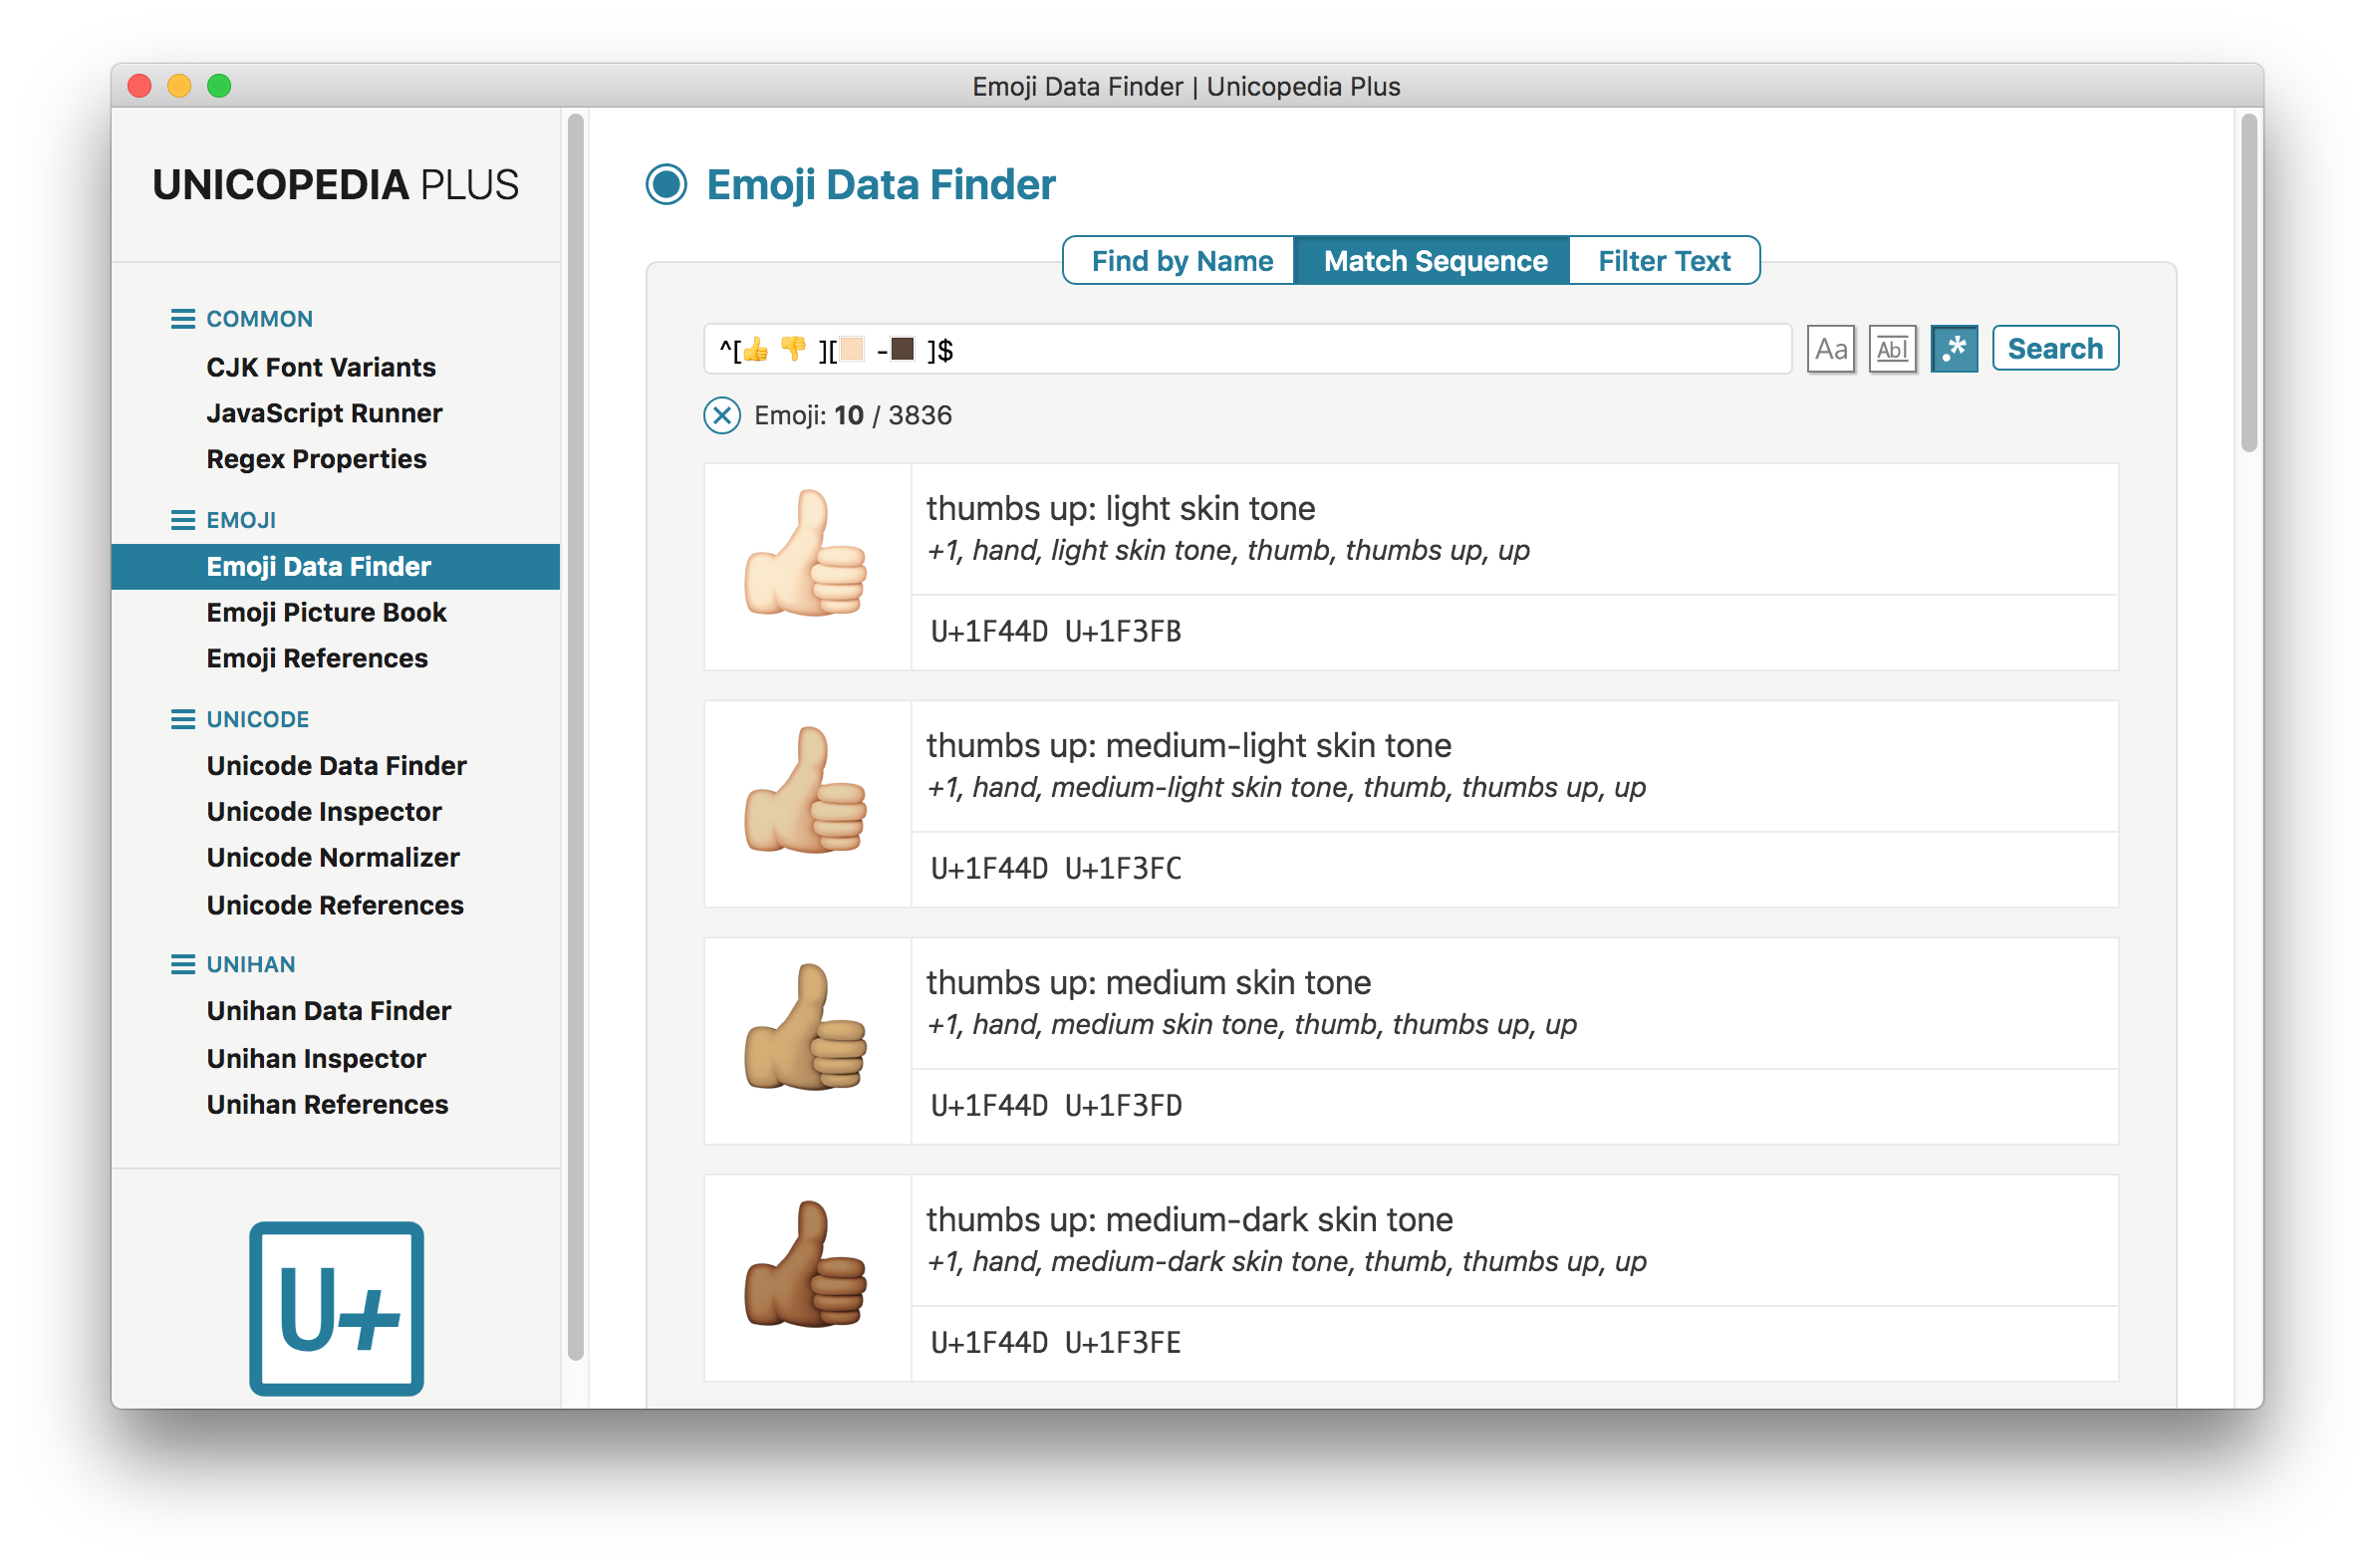 Emoji Data Finder | Unicopedia Plus
UNICOPEDIA PLUS
COMMON
CJK Font Variants
JavaScript Runner
Regex Properties
EMOJI
Emoji Data Finder
Emoji Picture Book
Emoji References
UNICODE
Unicode Data Finder
Unicode Inspector
Unicode Normalizer
Unicode References
UNIHAN
Unihan Data Finder
Unihan Inspector
Unihan References
U+
Emoji Data Finder
Find by Name Match Sequence Filter Text
^[👍👎][🏻-🏿]$ Aa Abl .* Search
Emoji: 10 / 3836
thumbs up: light skin tone
+1, hand, light skin tone, thumb, thumbs up, up
U+1F44D U+1F3FB
thumbs up: medium-light skin tone
+1, hand, medium-light skin tone, thumb, thumbs up, up
U+1F44D U+1F3FC
thumbs up: medium skin tone
+1, hand, medium skin tone, thumb, thumbs up, up
U+1F44D U+1F3FD
thumbs up: medium-dark skin tone
+1, hand, medium-dark skin tone, thumb, thumbs up, up
U+1F44D U+1F3FE